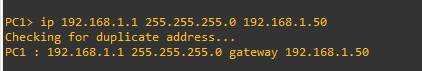 PC1> ip 192.168.1.1 255.255.255.0 192.168.1.50
Checking for duplicate address...
PC1 : 192.168.1.1 255.255.255.0 gateway 192.168.1.50